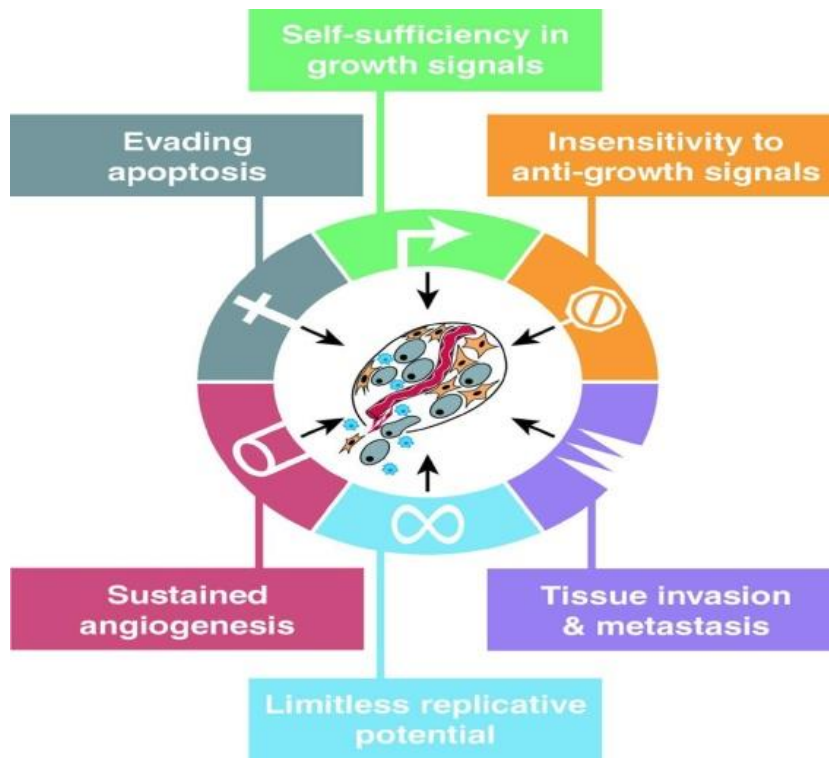 Self-sufficiency in
growth signals
Evading
apoptosis
Insensitivity to
anti-growth signals
Sustained
angiogenesis
Tissue invasion
& metastasis
Limitless replicative
potential